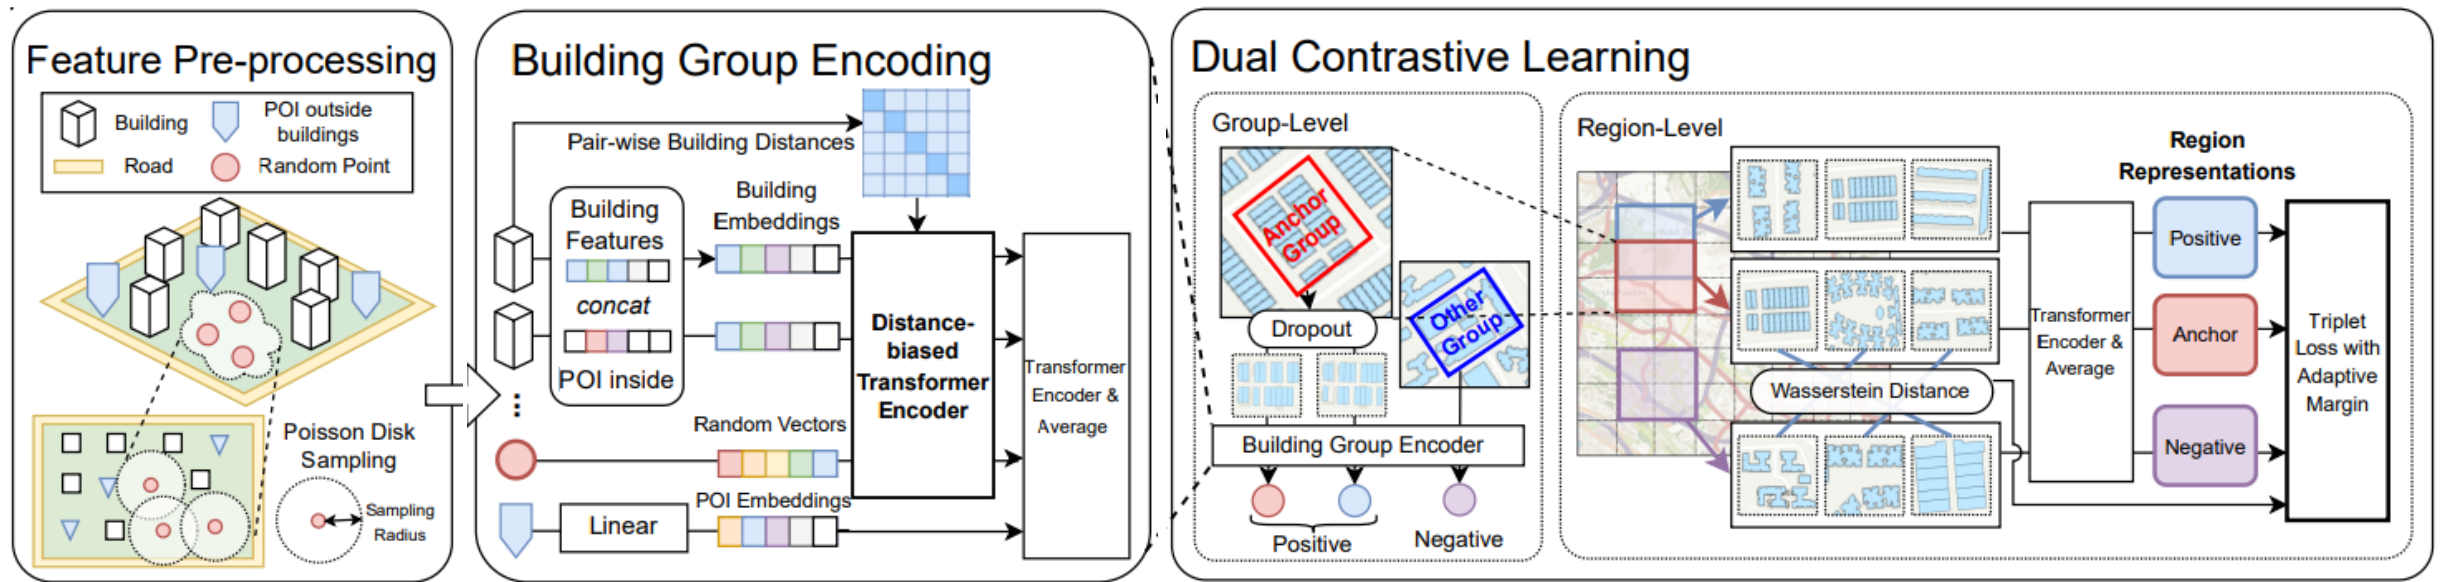 Feature Pre-processing
Building
POI outside
buildings
Road
Random Point
Poisson Disk
Sampling
Sampling
Radius
Building Group Encoding
Pair-wise Building Distances
Building
Features
concat
POI inside
Building
Embeddings
Random Vectors
POI Embeddings
Linear
Distance-
biased
Transformer
Encoder
Transformer
Encoder &
Average
Dual Contrastive Learning
Group-Level
Anchor
Group
Dropout
Other
Group
Building Group Encoder
Positive
Negative
Region-Level
Wasserstein Distance
Transformer
Encoder &
Average
Region
Representations
Positive
Anchor
Negative
Triplet
Loss with
Adaptive
Margin